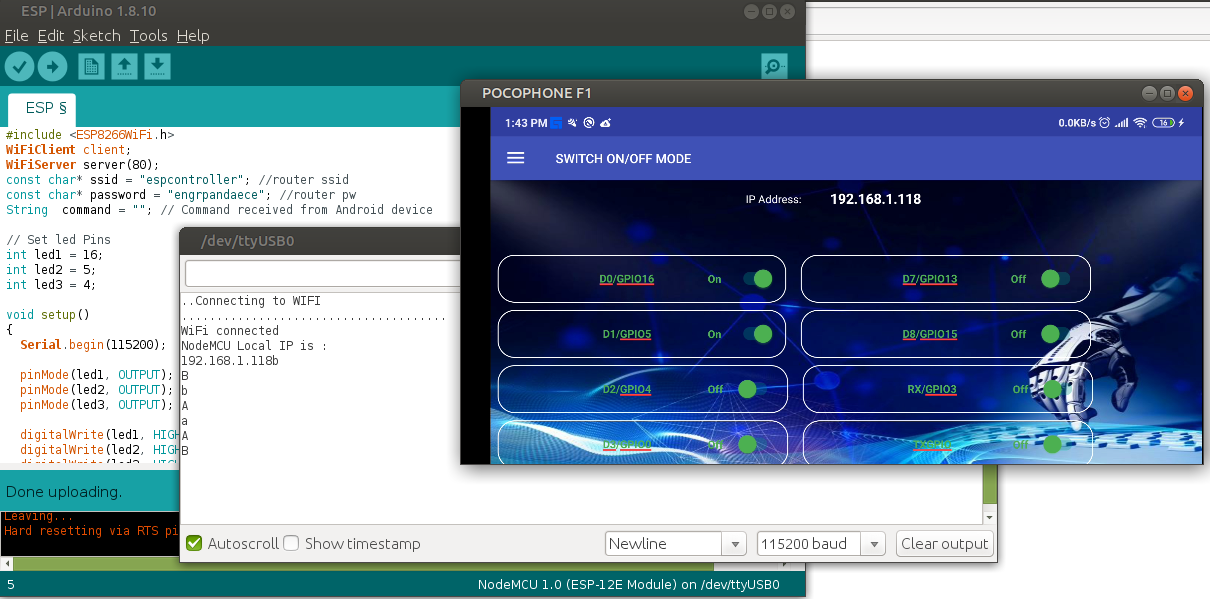 ESP | Arduino 1.8.10
File Edit Sketch Tools Help
ESP §
#include <ESP8266WiFi.h>
WiFiClient client;
WiFiServer server(80);
const char* ssid = "espcontroller"; //router ssid
const char* password = "engrpandaece"; //router pw
String command = ""; // Command received from Android device
// Set led Pins
int led1 = 16;
int led2 = 5;
int led3 = 4;
void setup()
{
Serial.begin(115200);
pinMode(led1, OUTPUT);
pinMode(led2, OUTPUT);
pinMode(led3, OUTPUT);
digitalWrite(led1, HIGH
digitalWrite(led2, HIGH
digitalWrite(led3, HIGH
Done uploading.
Leaving...
Hard resetting via RTS pi
5
NodeMCU 1.0 (ESP-12E Module) on /dev/ttyUSB0
/dev/ttyUSB0
..Connecting to WIFI
......................................
WiFi connected
NodeMCU Local IP is :
192.168.1.118b
B
b
A
a
A
B
Autoscroll Show timestamp
Newline
115200 baud
Clear output
POCOPHONE F1
1:43 PM
0.0KB/s
16
SWITCH ON/OFF MODE
IP Address: 192.168.1.118
D0/GPIO16 On
D7/GPIO13 Off
D1/GPIO5 On
D8/GPIO15 Off
D2/GPIO4 Off
RX/GPIO3 Off
D3/GPIO0 Off
Off